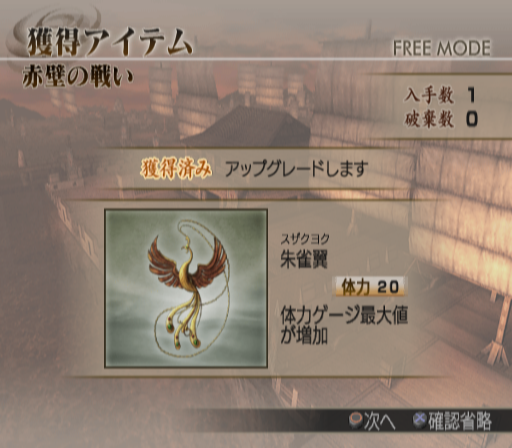 獲得アイテム
FREE MODE
赤壁の戦い
入手数 1
破棄数 0
獲得済み アップグレードします
スザクヨク
朱雀翼
体力 20
体力ゲージ最大値
が増加
次へ 確認省略